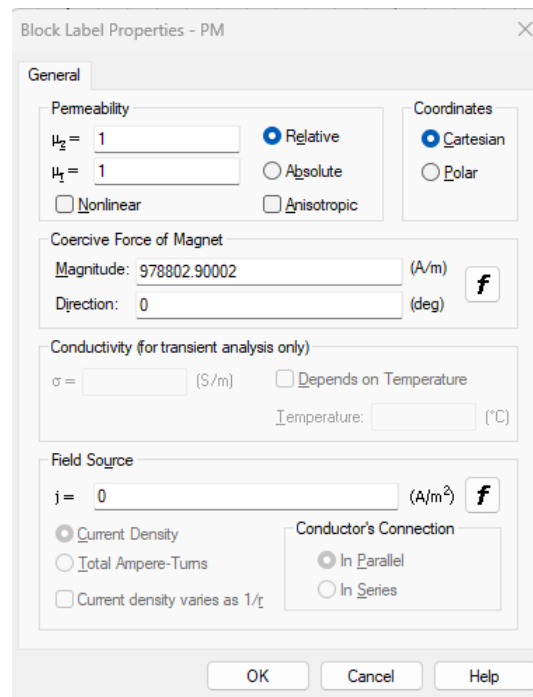 Block Label Properties - PM
General
Permeability
μz = 1
μr = 1
Relative
Absolute
Nonlinear
Anisotropic
Coordinates
Cartesian
Polar
Coercive Force of Magnet
Magnitude: 978802.90002 (A/m)
Direction: 0 (deg)
f
Conductivity (for transient analysis only)
σ = (S/m)
Depends on Temperature
Temperature: (°C)
Field Source
j = 0 (A/m²) f
Current Density
Total Ampere-Turns
Current density varies as 1/r
Conductor's Connection
In Parallel
In Series
OK Cancel Help